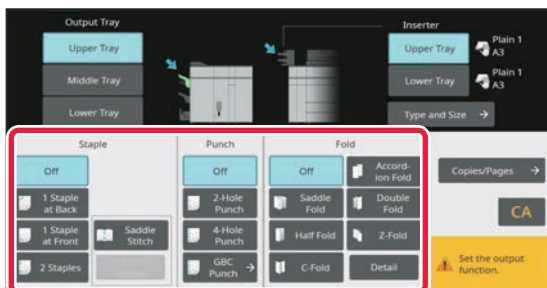 Output Tray
Upper Tray
Middle Tray
Lower Tray
Inserter
Upper Tray
Plain 1
A3
Lower Tray
Plain 1
A3
Type and Size
Staple
Off
1 Staple
at Back
1 Staple
at Front
2 Staples
Saddle
Stitch
Punch
Off
2-Hole
Punch
4-Hole
Punch
GBC
Punch
Fold
Off
Accord-
ion Fold
Saddle
Fold
Double
Fold
Half Fold
Z-Fold
C-Fold
Detail
Copies/Pages
CA
Set the output
function.